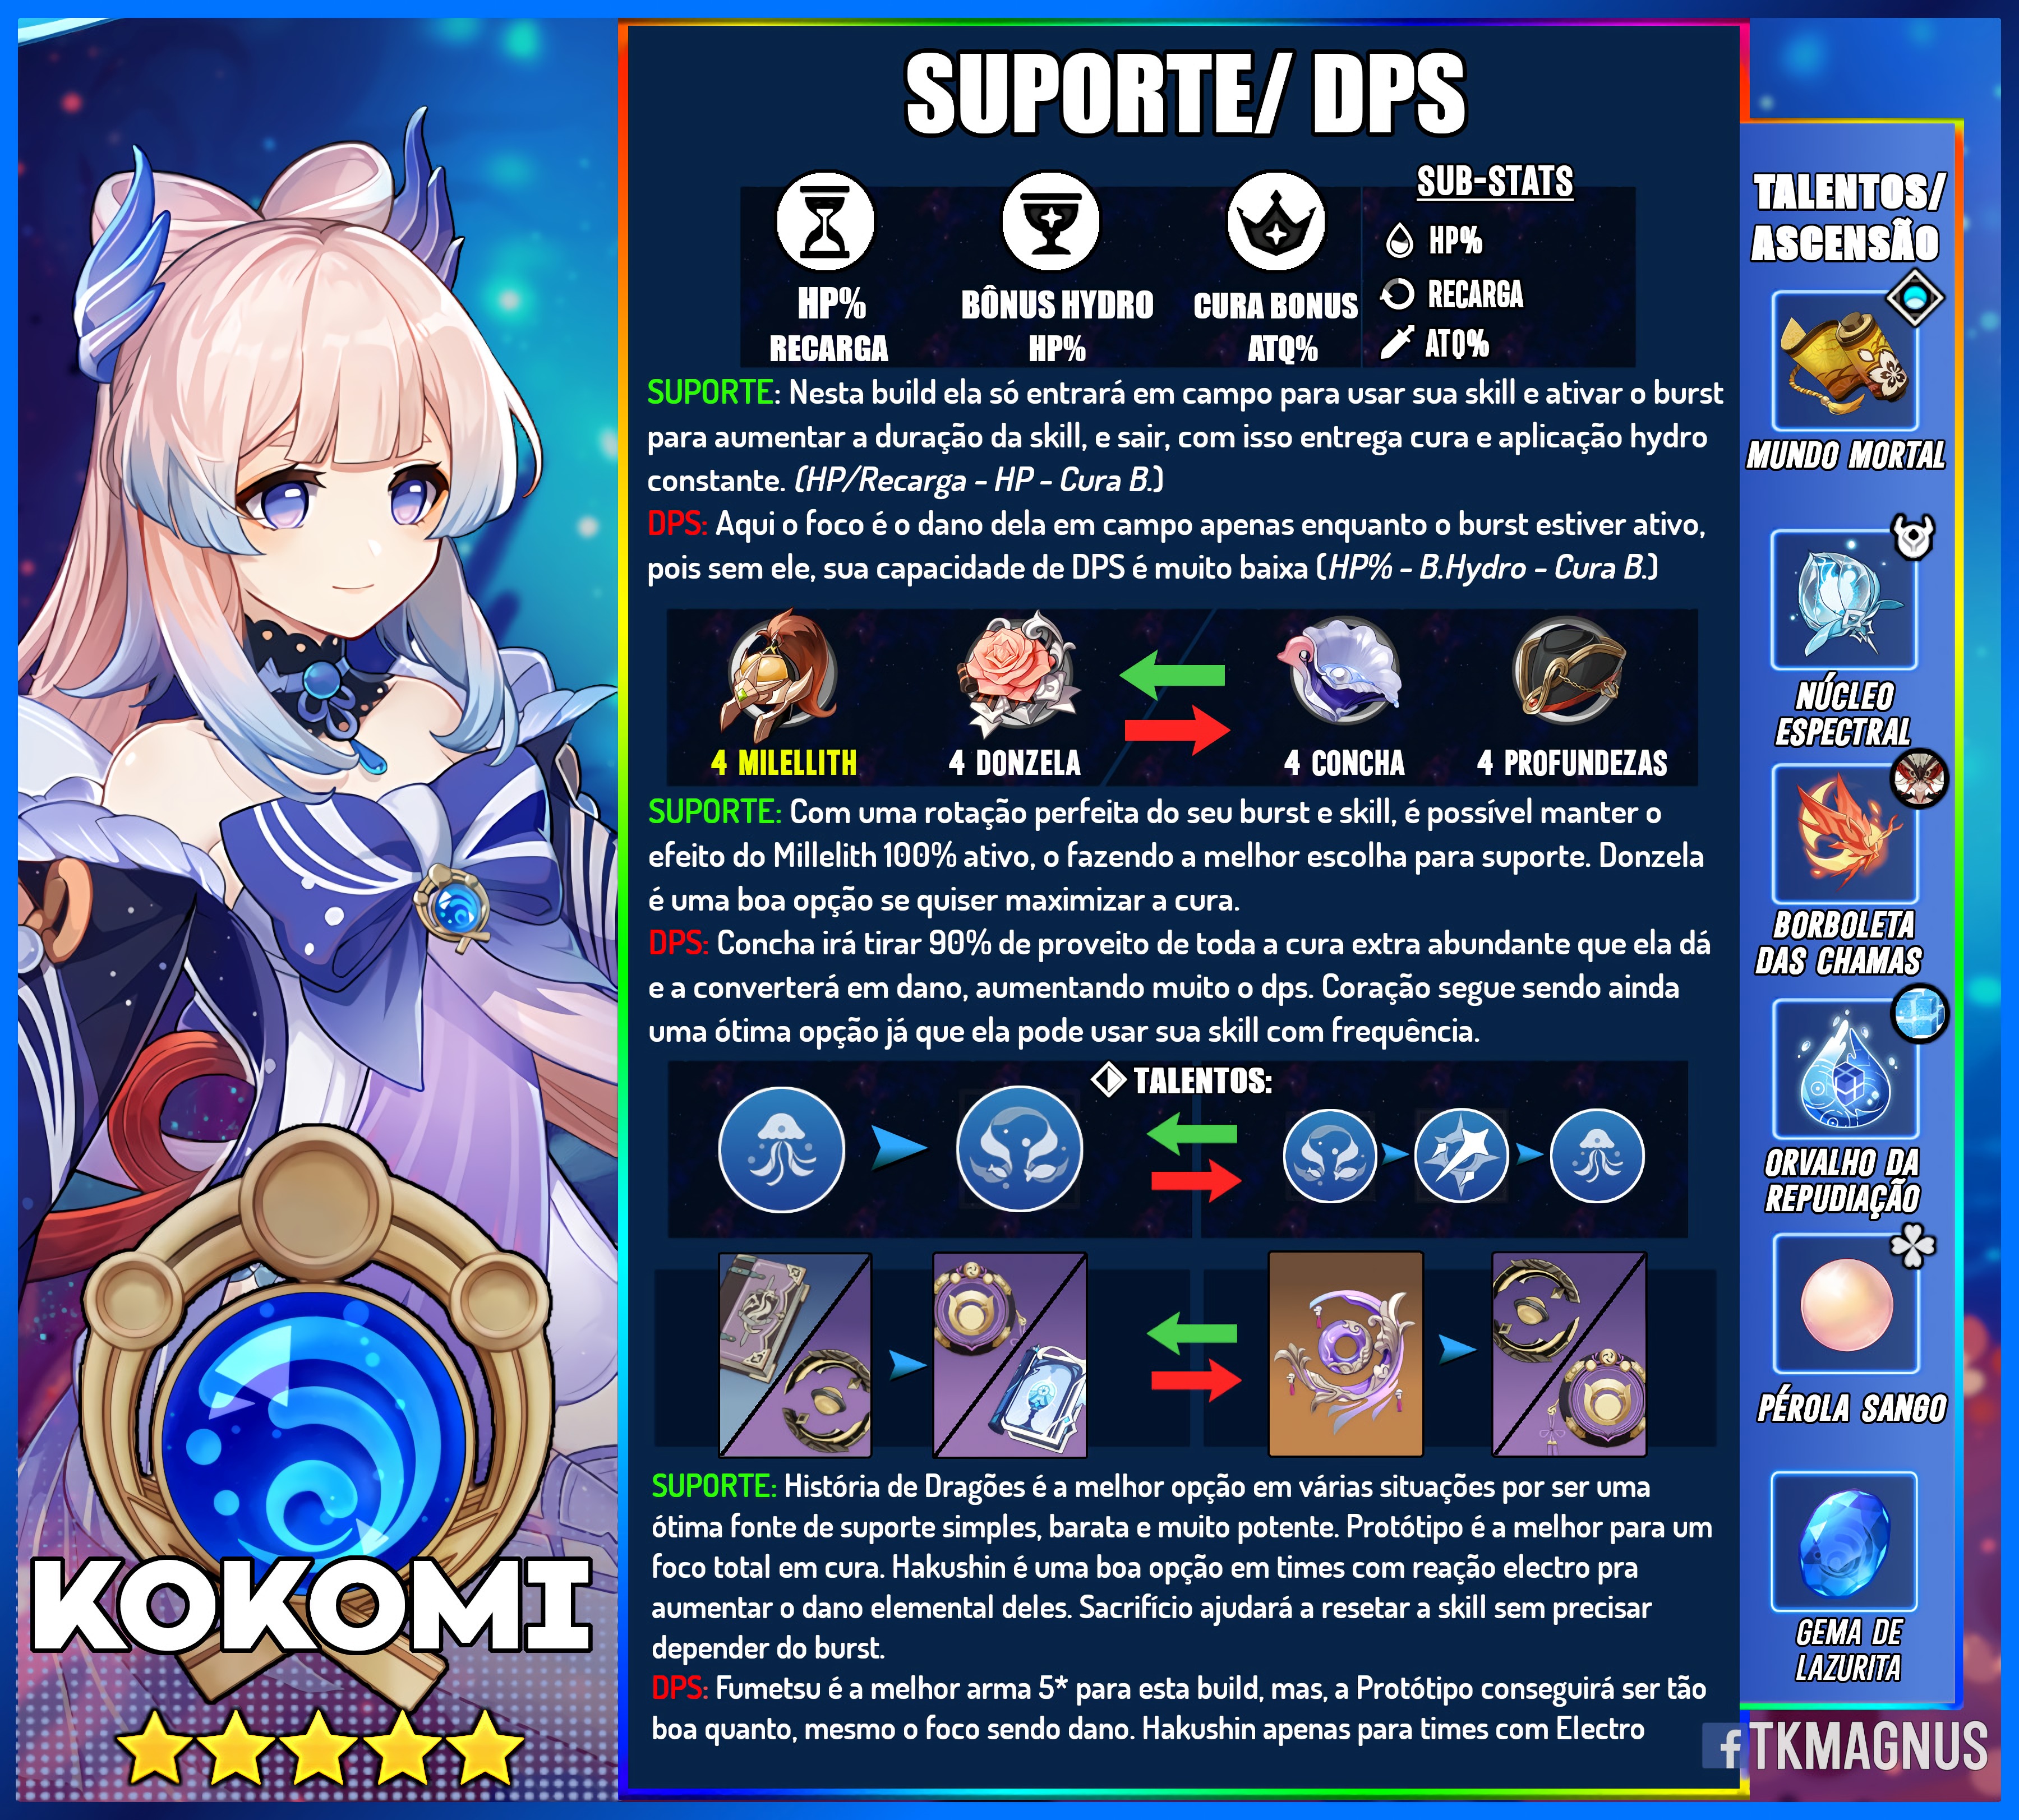 SUPORTE/ DPS
HP%
RECARGA
BÔNUS HYDRO
HP%
CURA BONUS
ATQ%
SUB-STATS
HP%
RECARGA
ATQ%
SUPORTE: Nesta build ela só entrará em campo para usar sua skill e ativar o burst
para aumentar a duração da skill, e sair, com isso entrega cura e aplicação hydro
constante. (HP/Recarga - HP - Cura B.)
DPS: Aqui o foco é o dano dela em campo apenas enquanto o burst estiver ativo,
pois sem ele, sua capacidade de DPS é muito baixa (HP% - B.Hydro - Cura B.)
4 MILELLITH
4 DONZELA
4 CONCHA
4 PROFUNDEZAS
SUPORTE: Com uma rotação perfeita do seu burst e skill, é possível manter o
efeito do Millelith 100% ativo, o fazendo a melhor escolha para suporte. Donzela
é uma boa opção se quiser maximizar a cura.
DPS: Concha irá tirar 90% de proveito de toda a cura extra abundante que ela dá
e a converterá em dano, aumentando muito o dps. Coração segue sendo ainda
uma ótima opção já que ela pode usar sua skill com frequência.
TALENTOS:
SUPORTE: História de Dragões é a melhor opção em várias situações por ser uma
ótima fonte de suporte simples, barata e muito potente. Protótipo é a melhor para um
foco total em cura. Hakushin é uma boa opção em times com reação electro pra
aumentar o dano elemental deles. Sacrifício ajudará a resetar a skill sem precisar
depender do burst.
DPS: Fumetsu é a melhor arma 5* para esta build, mas, a Protótipo conseguirá ser tão
boa quanto, mesmo o foco sendo dano. Hakushin apenas para times com Electro
TALENTOS/
ASCENSÃO
MUNDO MORTAL
NÚCLEO
ESPECTRAL
BORBOLETA
DAS CHAMAS
ORVALHO DA
REPUDIAÇÃO
PÉROLA SANGO
GEMA DE
LAZURITA
KOKOMI
f TKMAGNUS